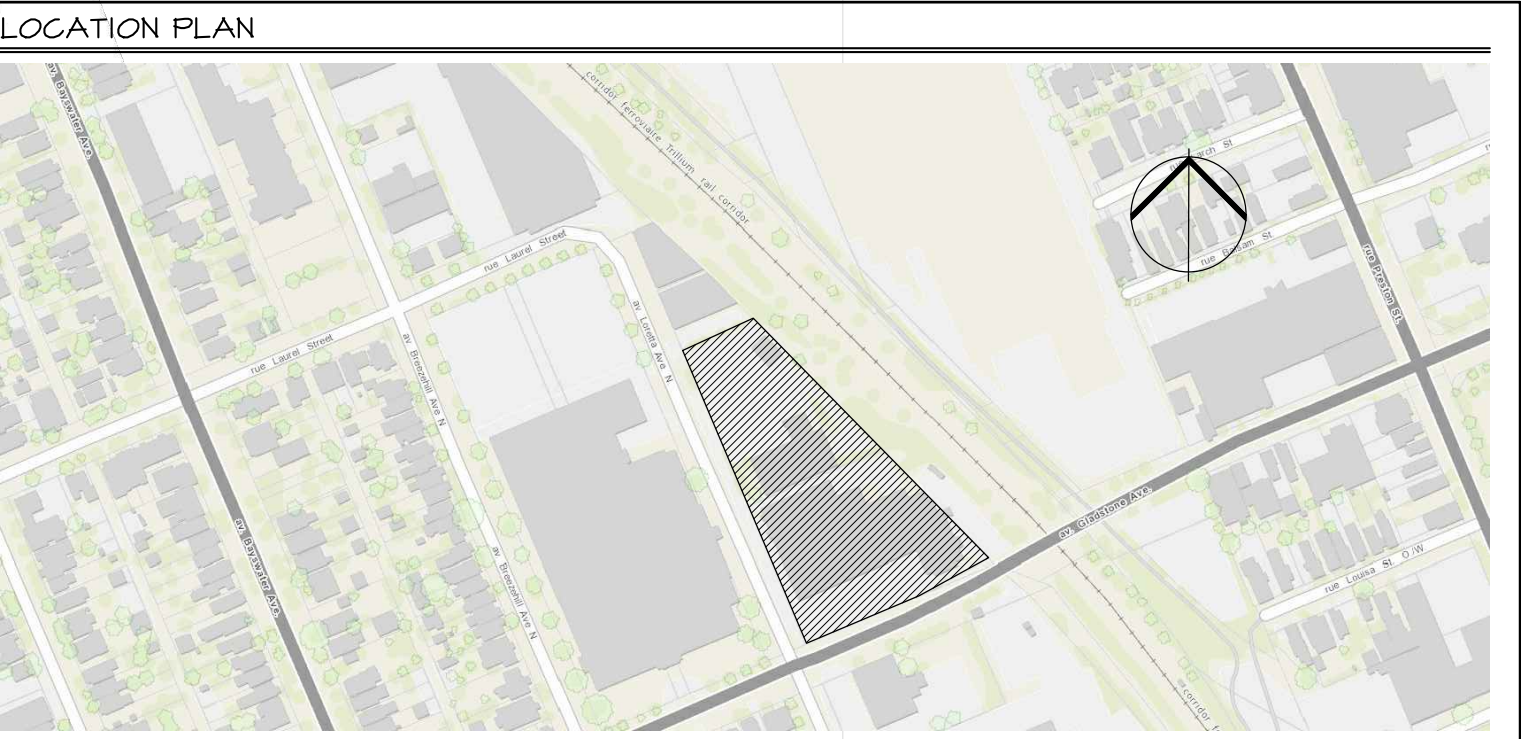 LOCATION PLAN
av. Bayswater Ave.
corridor ferroviaire Trillium rail corridor
arch St
rue Balsam St
rue Preston St.
rue Laurel Street
av Loretta Ave N
rue Laurel Street
av Breezehill Ave N
av. Gladstone Ave.
av. Bayswater Ave.
av Breezehill Ave N
rue Louisa St. O/W
corridor